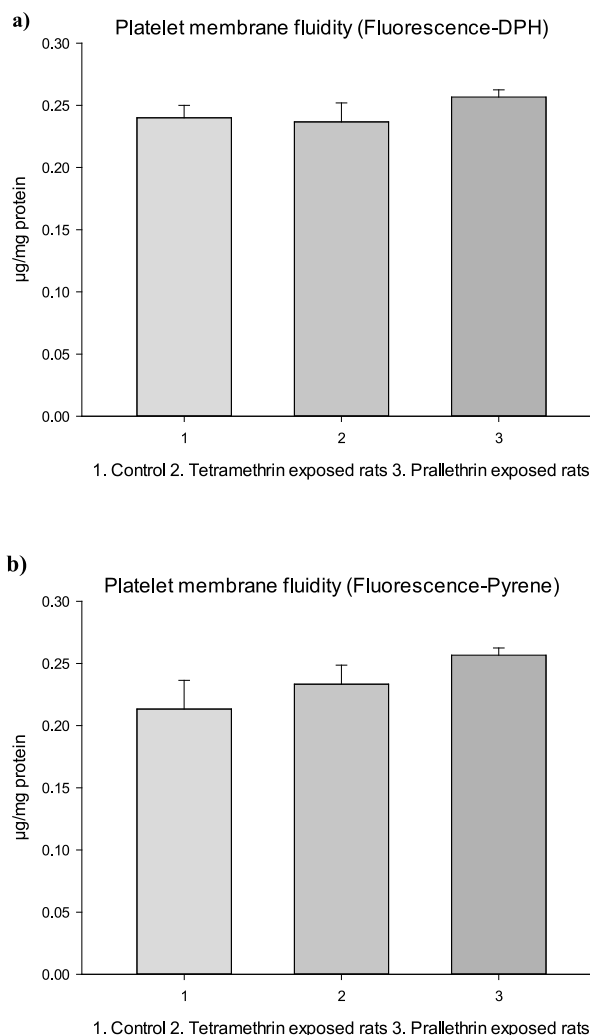 a)
Platelet membrane fluidity (Fluorescence-DPH)
0.30
0.25
0.20
0.15
0.10
0.05
0.00
µg/mg protein
1 2 3
1. Control 2. Tetramethrin exposed rats 3. Prallethrin exposed rats
b)
Platelet membrane fluidity (Fluorescence-Pyrene)
0.30
0.25
0.20
0.15
0.10
0.05
0.00
µg/mg protein
1 2 3
1. Control 2. Tetramethrin exposed rats 3. Prallethrin exposed rats